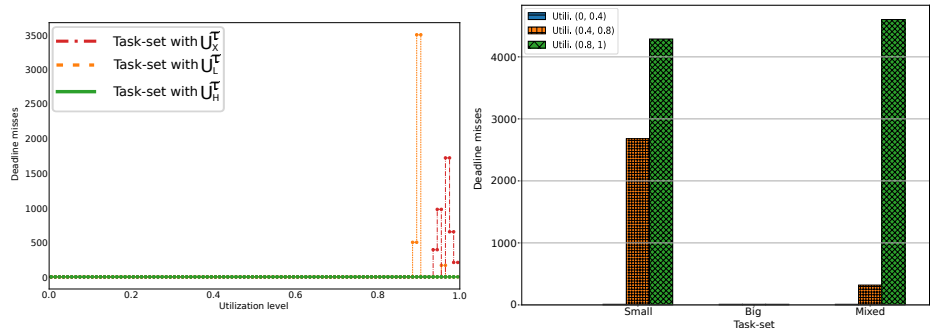 Task-set with U_X^τ
Task-set with U_L^τ
Task-set with U_H^τ
Deadline misses
3500
3000
2500
2000
1500
1000
500
0
0.0 0.2 0.4 0.6 0.8 1.0
Utilization level
Utili. (0, 0.4)
Utili. (0.4, 0.8)
Utili. (0.8, 1)
Deadline misses
4000
3000
2000
1000
0
Small Big Mixed
Task-set